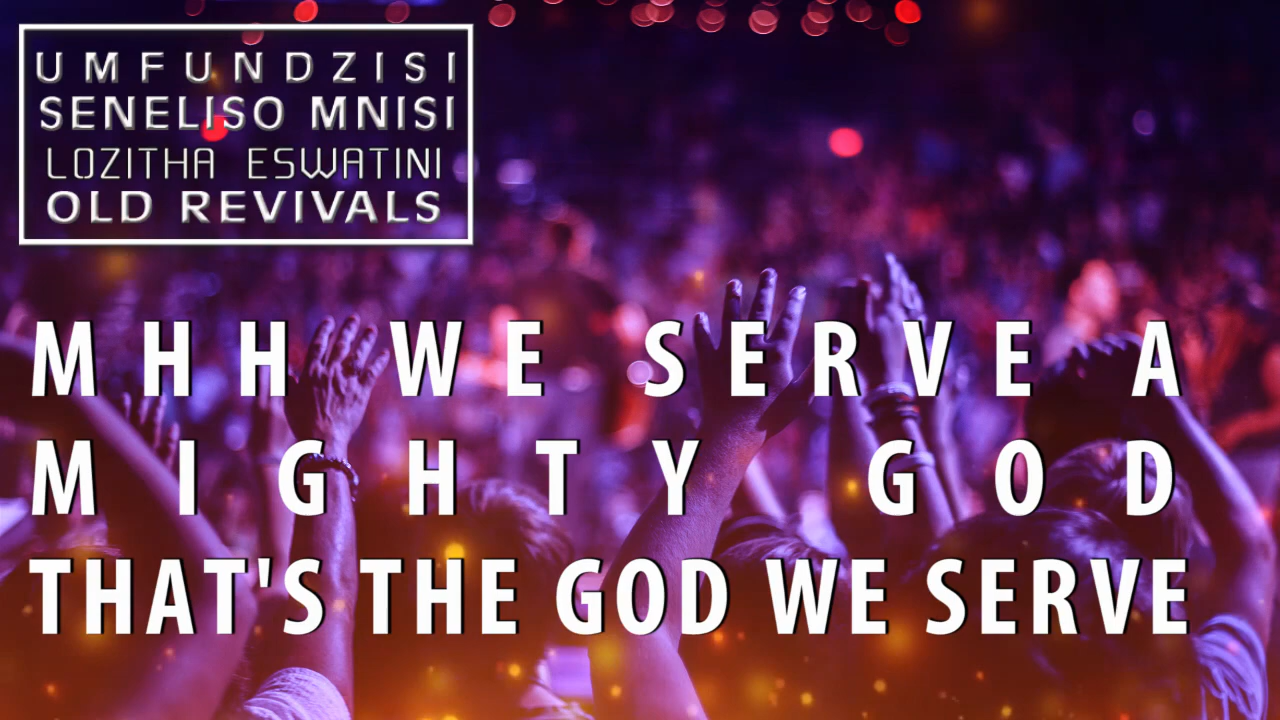 UMFUNDZISI
SENELISO MNISI
LOZITHA ESWATINI
OLD REVIVALS
MHH WE SERVE A
MIGHTY GOD
THAT'S THE GOD WE SERVE